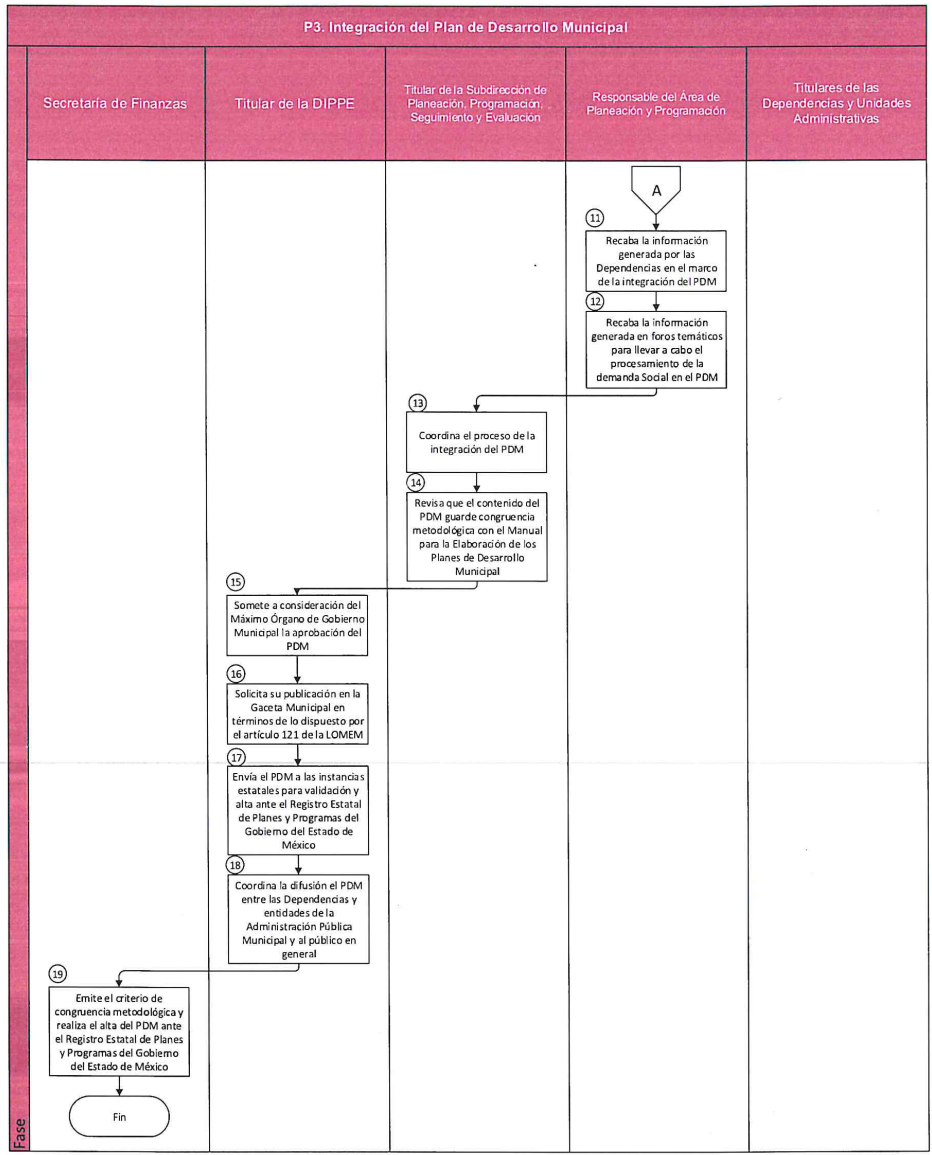 P3. Integración del Plan de Desarrollo Municipal
Secretaría de Finanzas
Titular de la DIPPE
Titular de la Subdirección de
Planeación, Programación,
Seguimiento y Evaluación
Responsable del Área de
Planeación y Programación
Titulares de las
Dependencias y Unidades
Administrativas
A
11
Recaba la información
generada por las
Dependencias en el marco
de la integración del PDM
12
Recaba la información
generada en foros temáticos
para llevar a cabo el
procesamiento de la
demanda Social en el PDM
13
Coordina el proceso de la
integración del PDM
14
Revisa que el contenido del
PDM guarde congruencia
metodológica con el Manual
para la Elaboración de los
Planes de Desarrollo
Municipal
15
Somete a consideración del
Máximo Órgano de Gobierno
Municipal la aprobación del
PDM
16
Solicita su publicación en la
Gaceta Municipal en
términos de lo dispuesto por
el artículo 121 de la LOMEM
17
Envía el PDM a las instancias
estatales para validación y
alta ante el Registro Estatal
de Planes y Programas del
Gobierno del Estado de
México
18
Coordina la difusión el PDM
entre las Dependencias y
entidades de la
Administración Pública
Municipal y al público en
general
19
Emite el criterio de
congruencia metodológica y
realiza el alta del PDM ante
el Registro Estatal de Planes
y Programas del Gobierno
del Estado de México
Fin
Fase